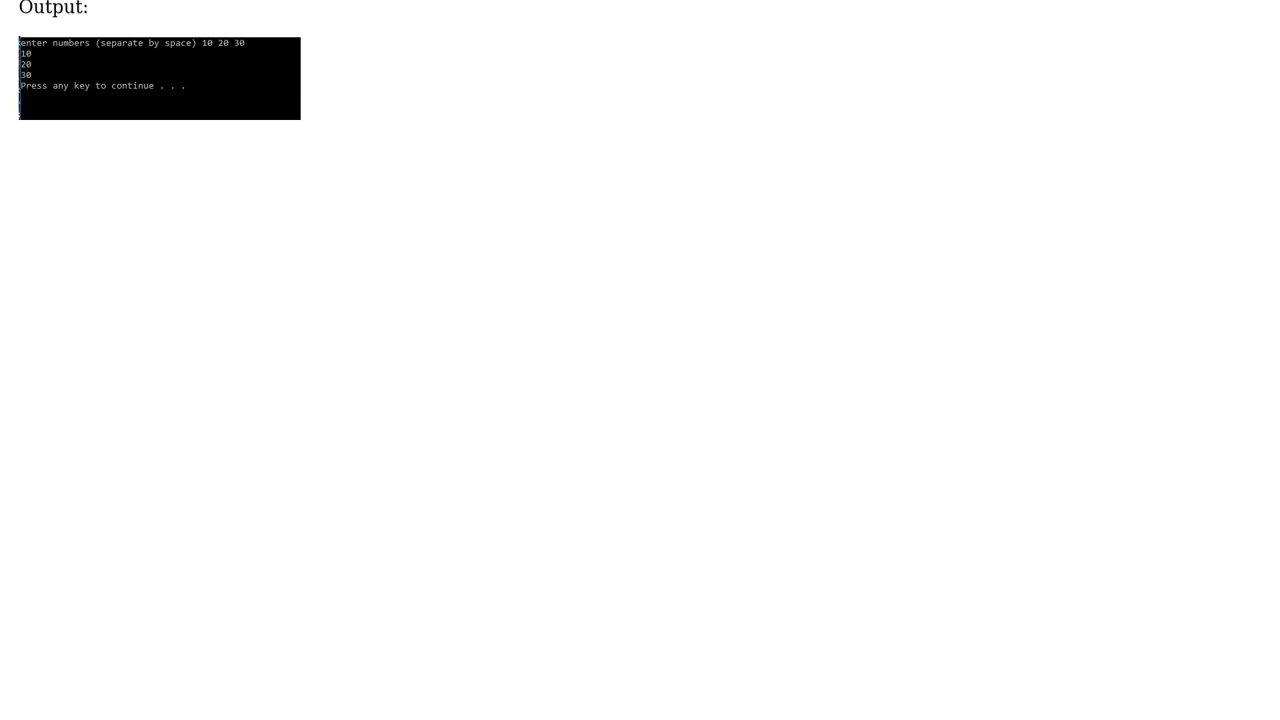 Output:
enter numbers (separate by space) 10 20 30
10
20
30
Press any key to continue . . .